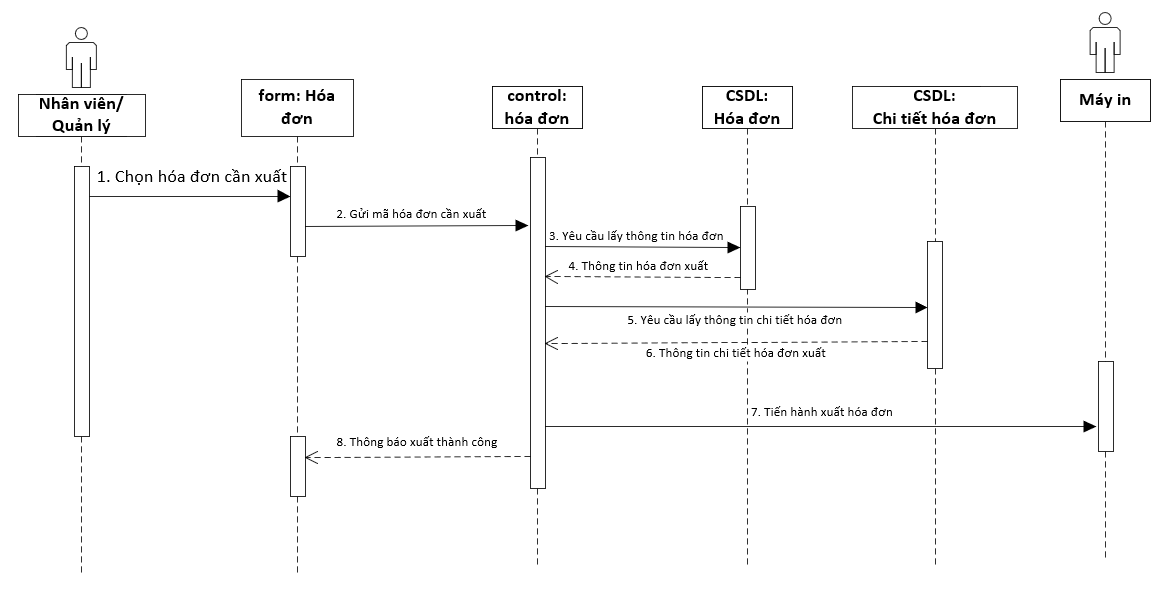 Nhân viên/
Quản lý
form: Hóa
đơn
control:
hóa đơn
CSDL:
Hóa đơn
CSDL:
Chi tiết hóa đơn
Máy in
1. Chọn hóa đơn cần xuất
2. Gửi mã hóa đơn cần xuất
3. Yêu cầu lấy thông tin hóa đơn
4. Thông tin hóa đơn xuất
5. Yêu cầu lấy thông tin chi tiết hóa đơn
6. Thông tin chi tiết hóa đơn xuất
7. Tiến hành xuất hóa đơn
8. Thông báo xuất thành công